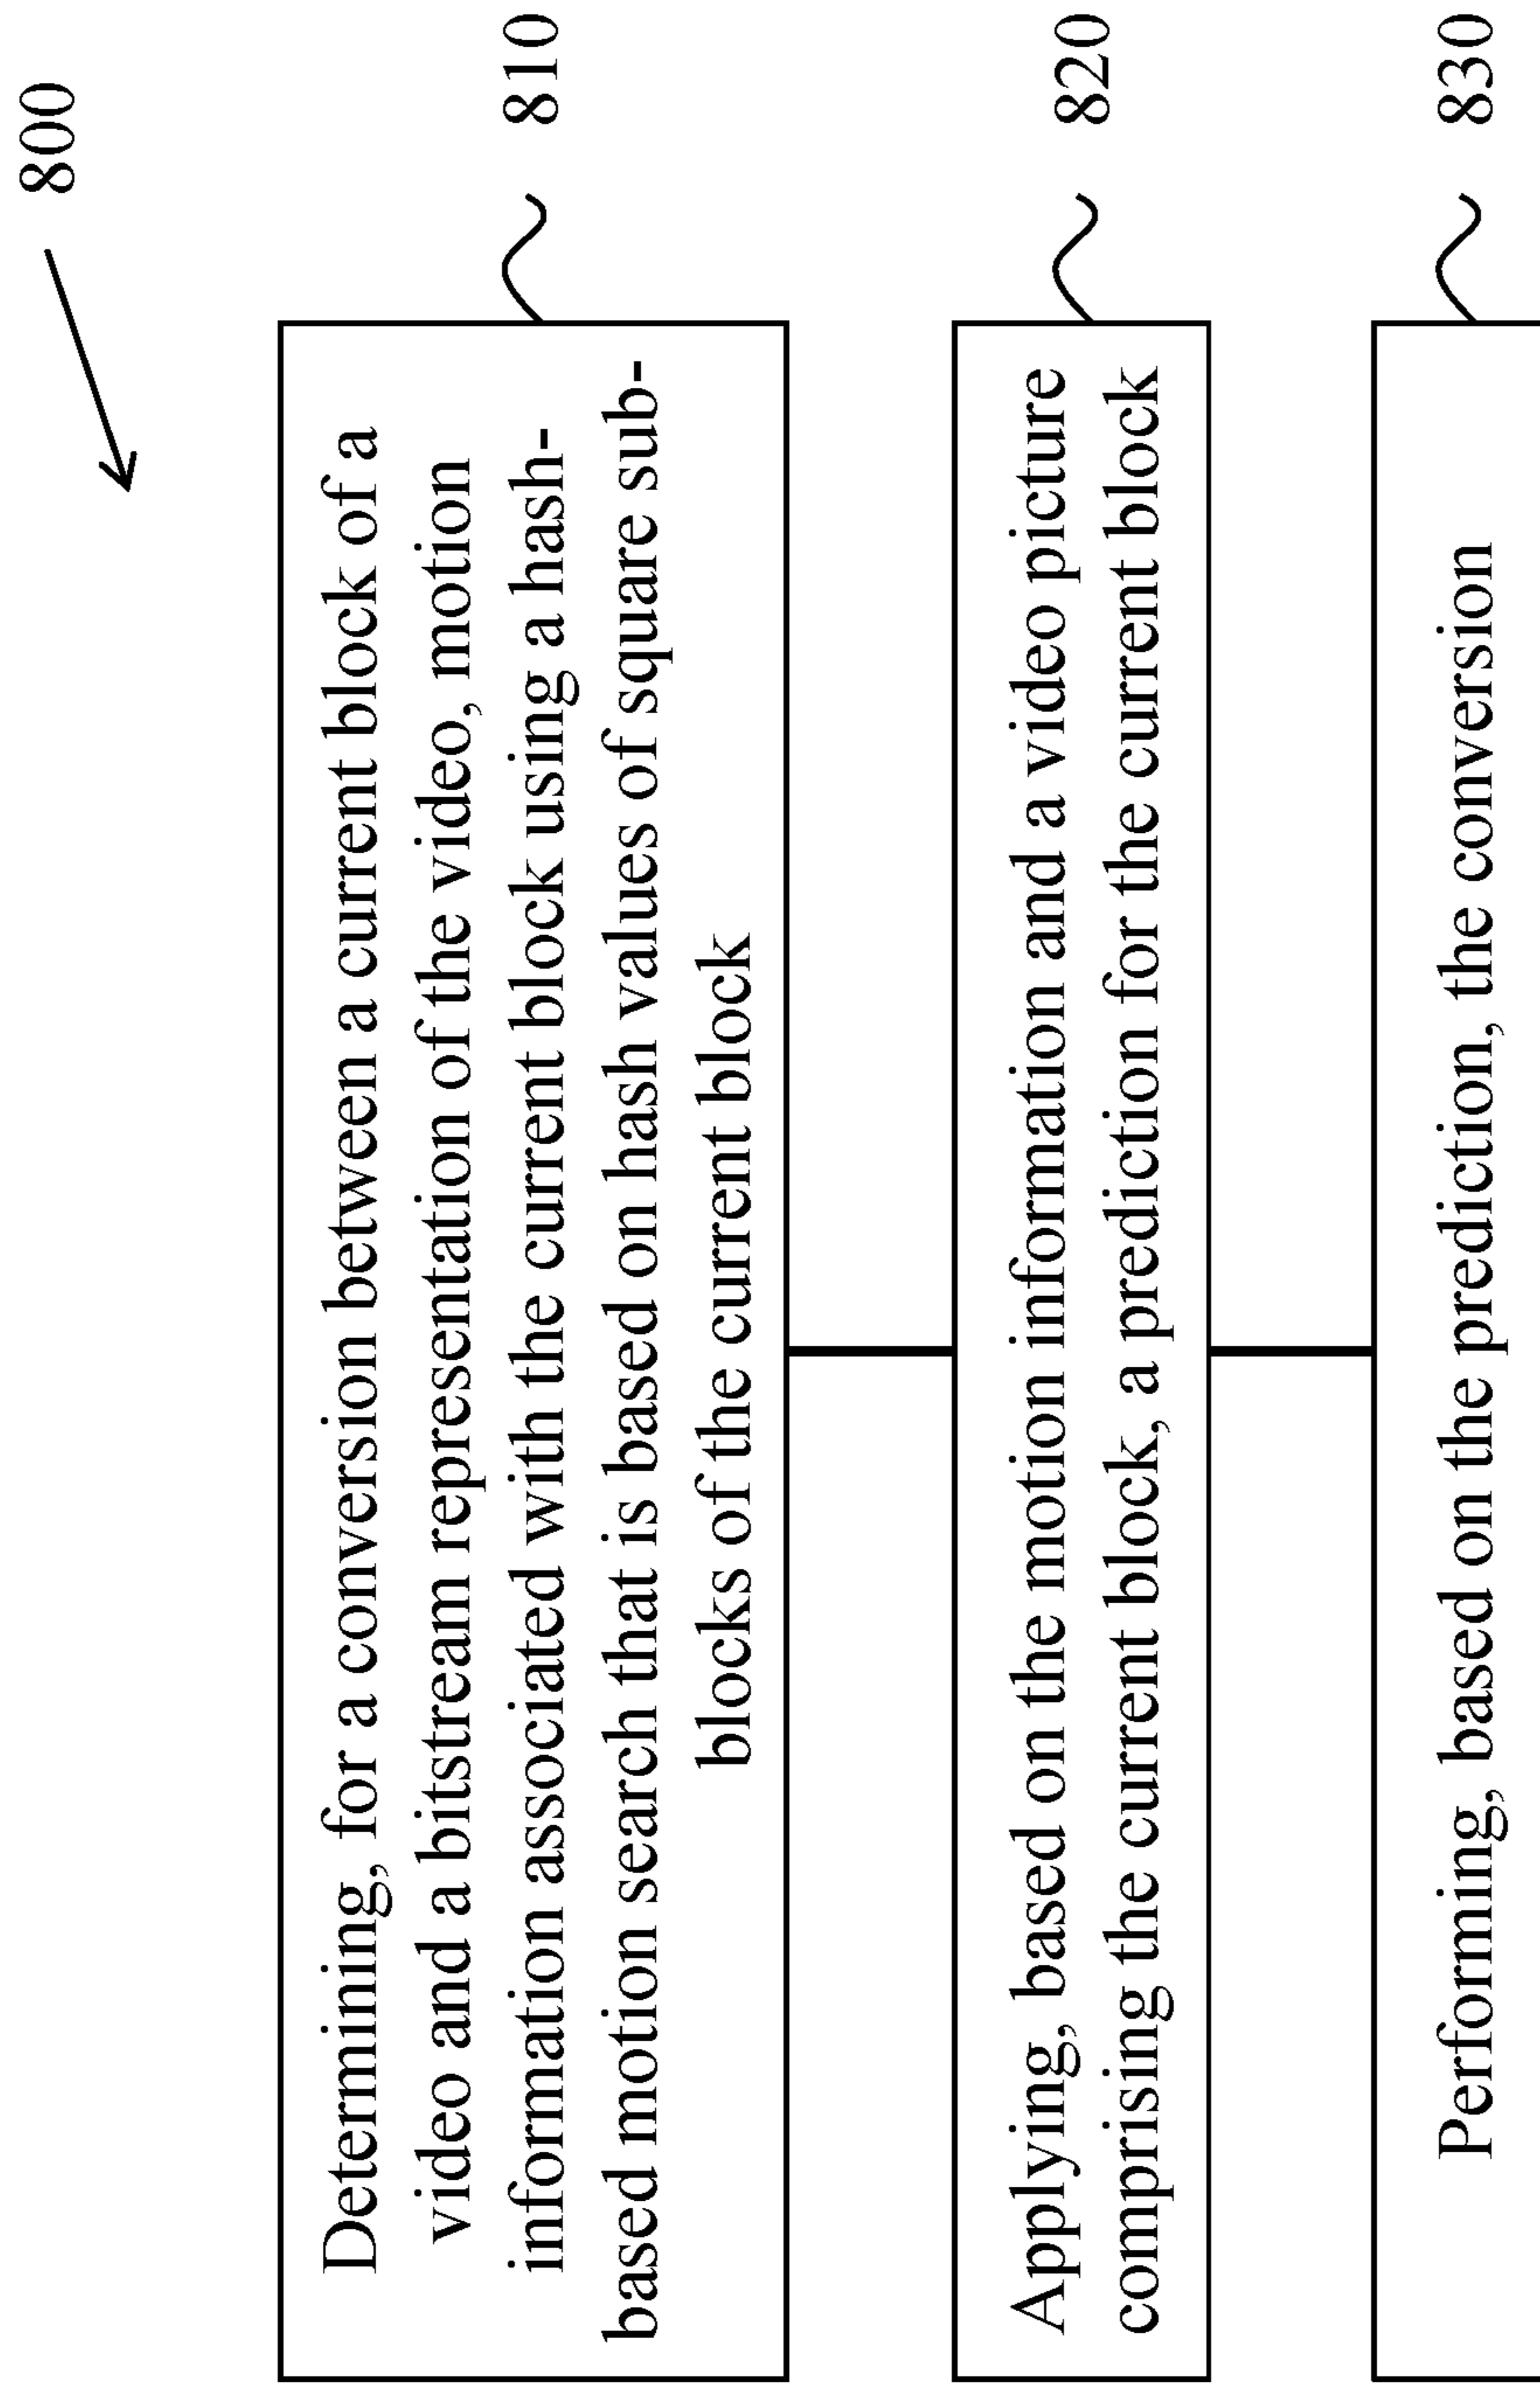 800
Determining, for a conversion between a current block of a
video and a bitstream representation of the video, motion
information associated with the current block using a hash-
based motion search that is based on hash values of square sub-
blocks of the current block
810
Applying, based on the motion information and a video picture
comprising the current block, a prediction for the current block
820
Performing, based on the prediction, the conversion
830